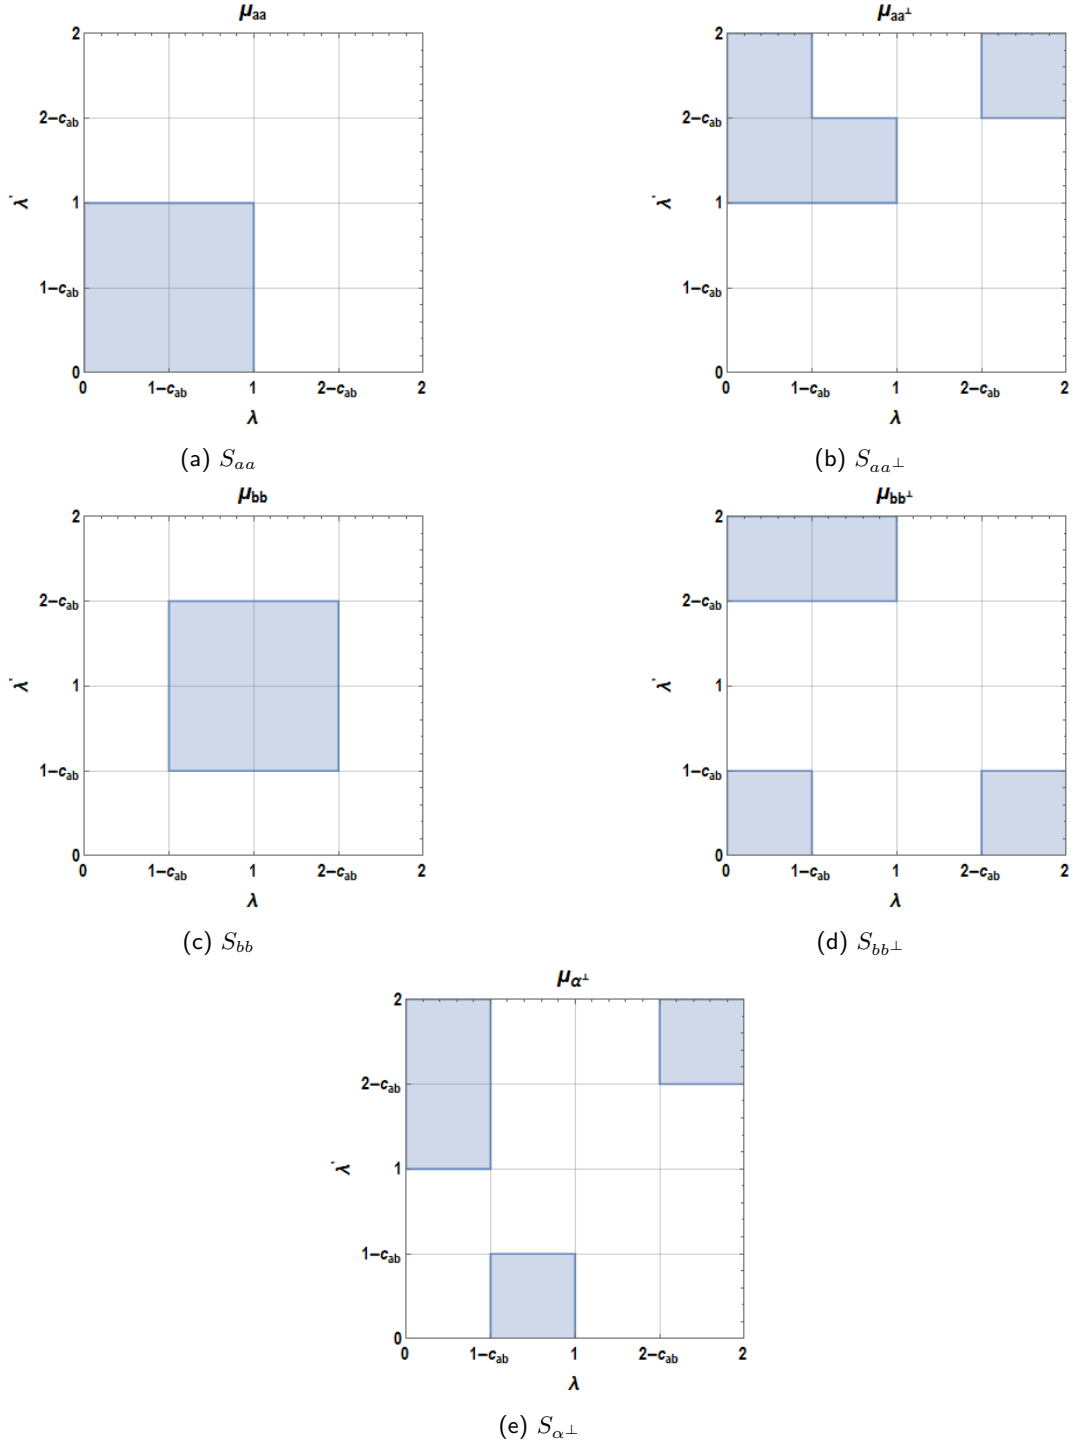 μaa
2
2−cab
1
1−cab
0
λ'
0 1−cab 1 2−cab 2
λ
(a) Saa
μaa⊥
2
2−cab
1
1−cab
0
λ'
0 1−cab 1 2−cab 2
λ
(b) Saa⊥
μbb
2
2−cab
1
1−cab
0
λ'
0 1−cab 1 2−cab 2
λ
(c) Sbb
μbb⊥
2
2−cab
1
1−cab
0
λ'
0 1−cab 1 2−cab 2
λ
(d) Sbb⊥
μα⊥
2
2−cab
1
1−cab
0
λ'
0 1−cab 1 2−cab 2
λ
(e) Sα⊥